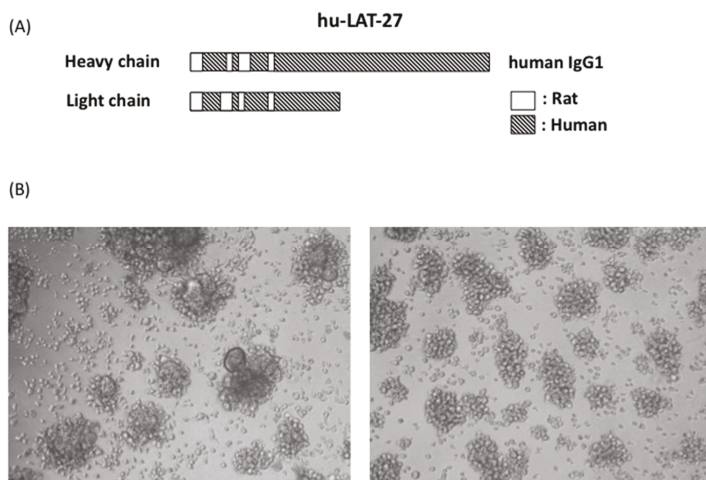 (A)
hu-LAT-27
Heavy chain
human IgG1
Light chain
: Rat
: Human
(B)